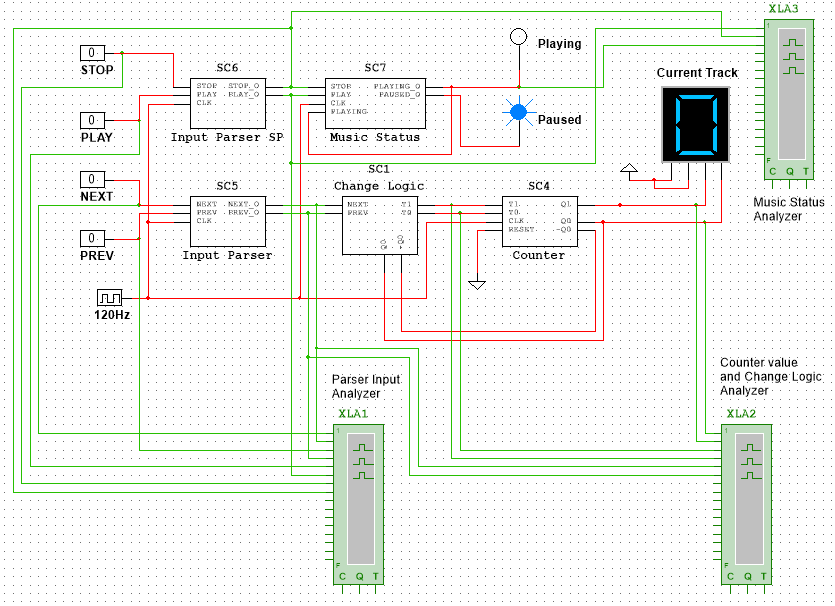 XLA3
Playing
Current Track
0
STOP
SC6
STOP STOP_O
PLAY PLAY_O
CLK
Input Parser SP
SC7
STOP PLAYING_O
PLAY PAUSED_O
CLK
PLAYING
Music Status
Paused
0
PLAY
0
F
C Q T
0
NEXT
SC5
NEXT NEXT_O
PREV PREV_O
CLK
Input Parser
SC1
Change Logic
NEXT T1
PREV T0
SC4
T1 Q1
T0
CLK Q0
RESET ~Q0
Counter
Music Status
Analyzer
0
PREV
120Hz
Parser Input
Analyzer
XLA1
1
F
C Q T
Counter value
and Change Logic
Analyzer
XLA2
1
F
C Q T